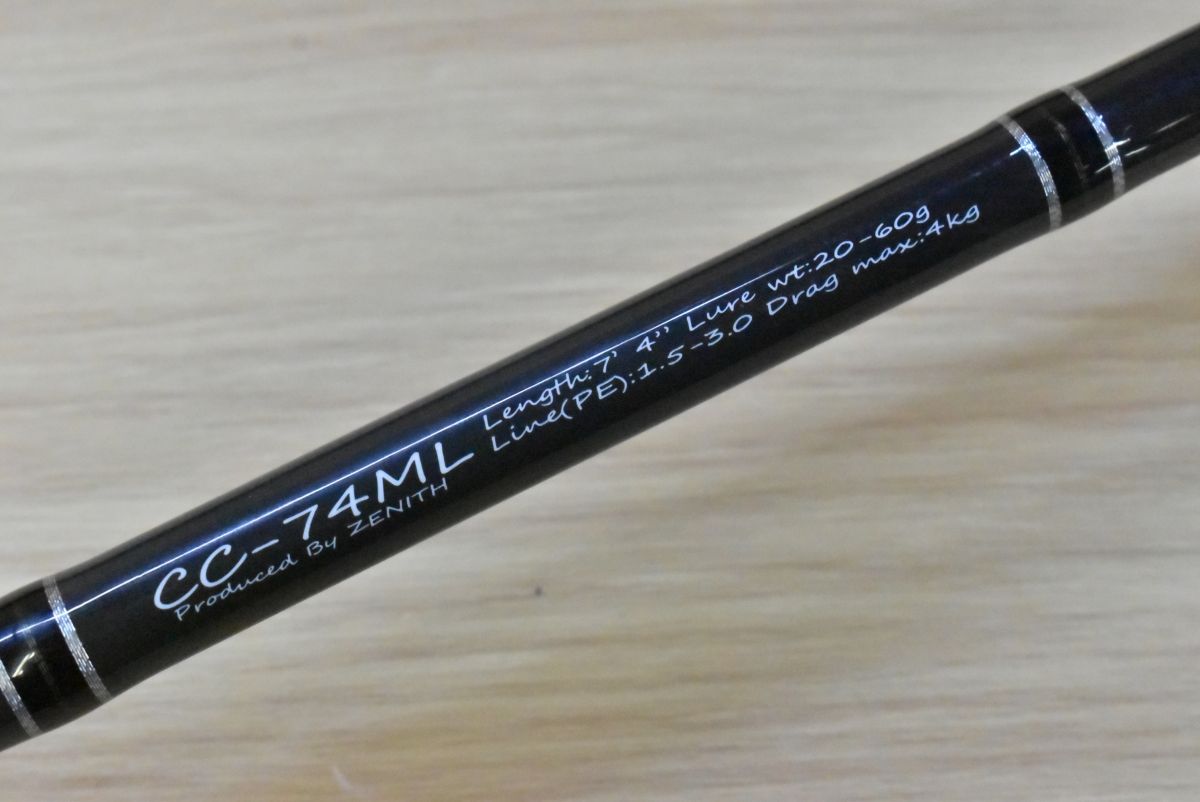 CC-74ML
Produced By ZENITH
Length:7' 4'' Lure wt:20-60g
Line(PE):1.5-3.0 Drag max:4kg